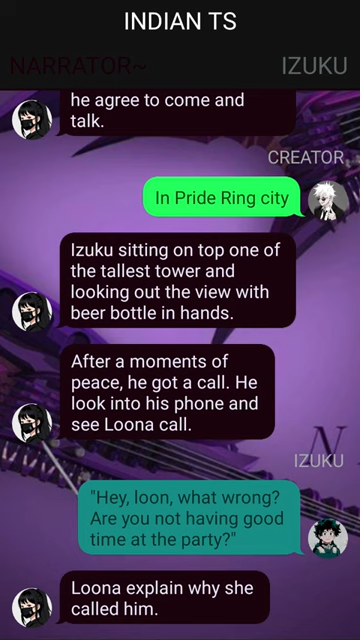 INDIAN TS
NARRATOR~
IZUKU
he agree to come and
talk.
CREATOR
In Pride Ring city
Izuku sitting on top one of
the tallest tower and
looking out the view with
beer bottle in hands.
After a moments of
peace, he got a call. He
look into his phone and
see Loona call.
N
IZUKU
"Hey, loon, what wrong?
Are you not having good
time at the party?"
Loona explain why she
called him.